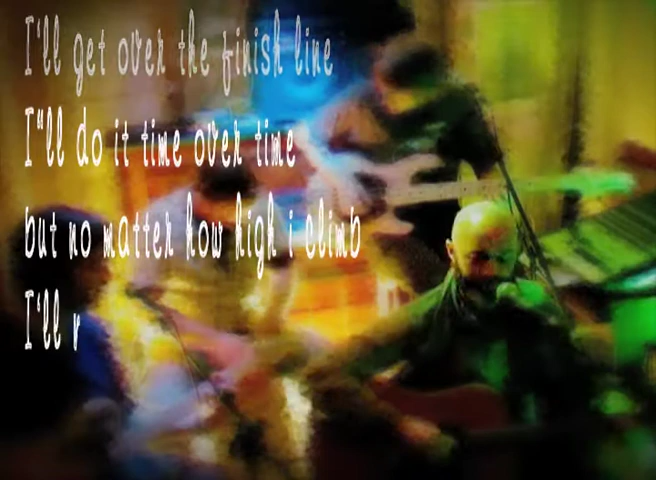 I'll get over the finish line
I"ll do it time over time
but no matter how high i climb
I'll r